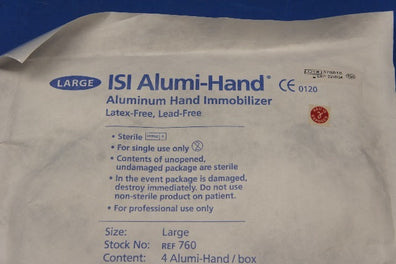 LARGE
ISI Alumi-Hand®
CE 0120
Aluminum Hand Immobilizer
Latex-Free, Lead-Free
• Sterile
• For single use only
• Contents of unopened,
undamaged package are sterile
• In the event package is damaged,
destroy immediately. Do not use
non-sterile product on patient.
• For professional use only
Size: Large
Stock No: REF 760
Content: 4 Alumi-Hand / box